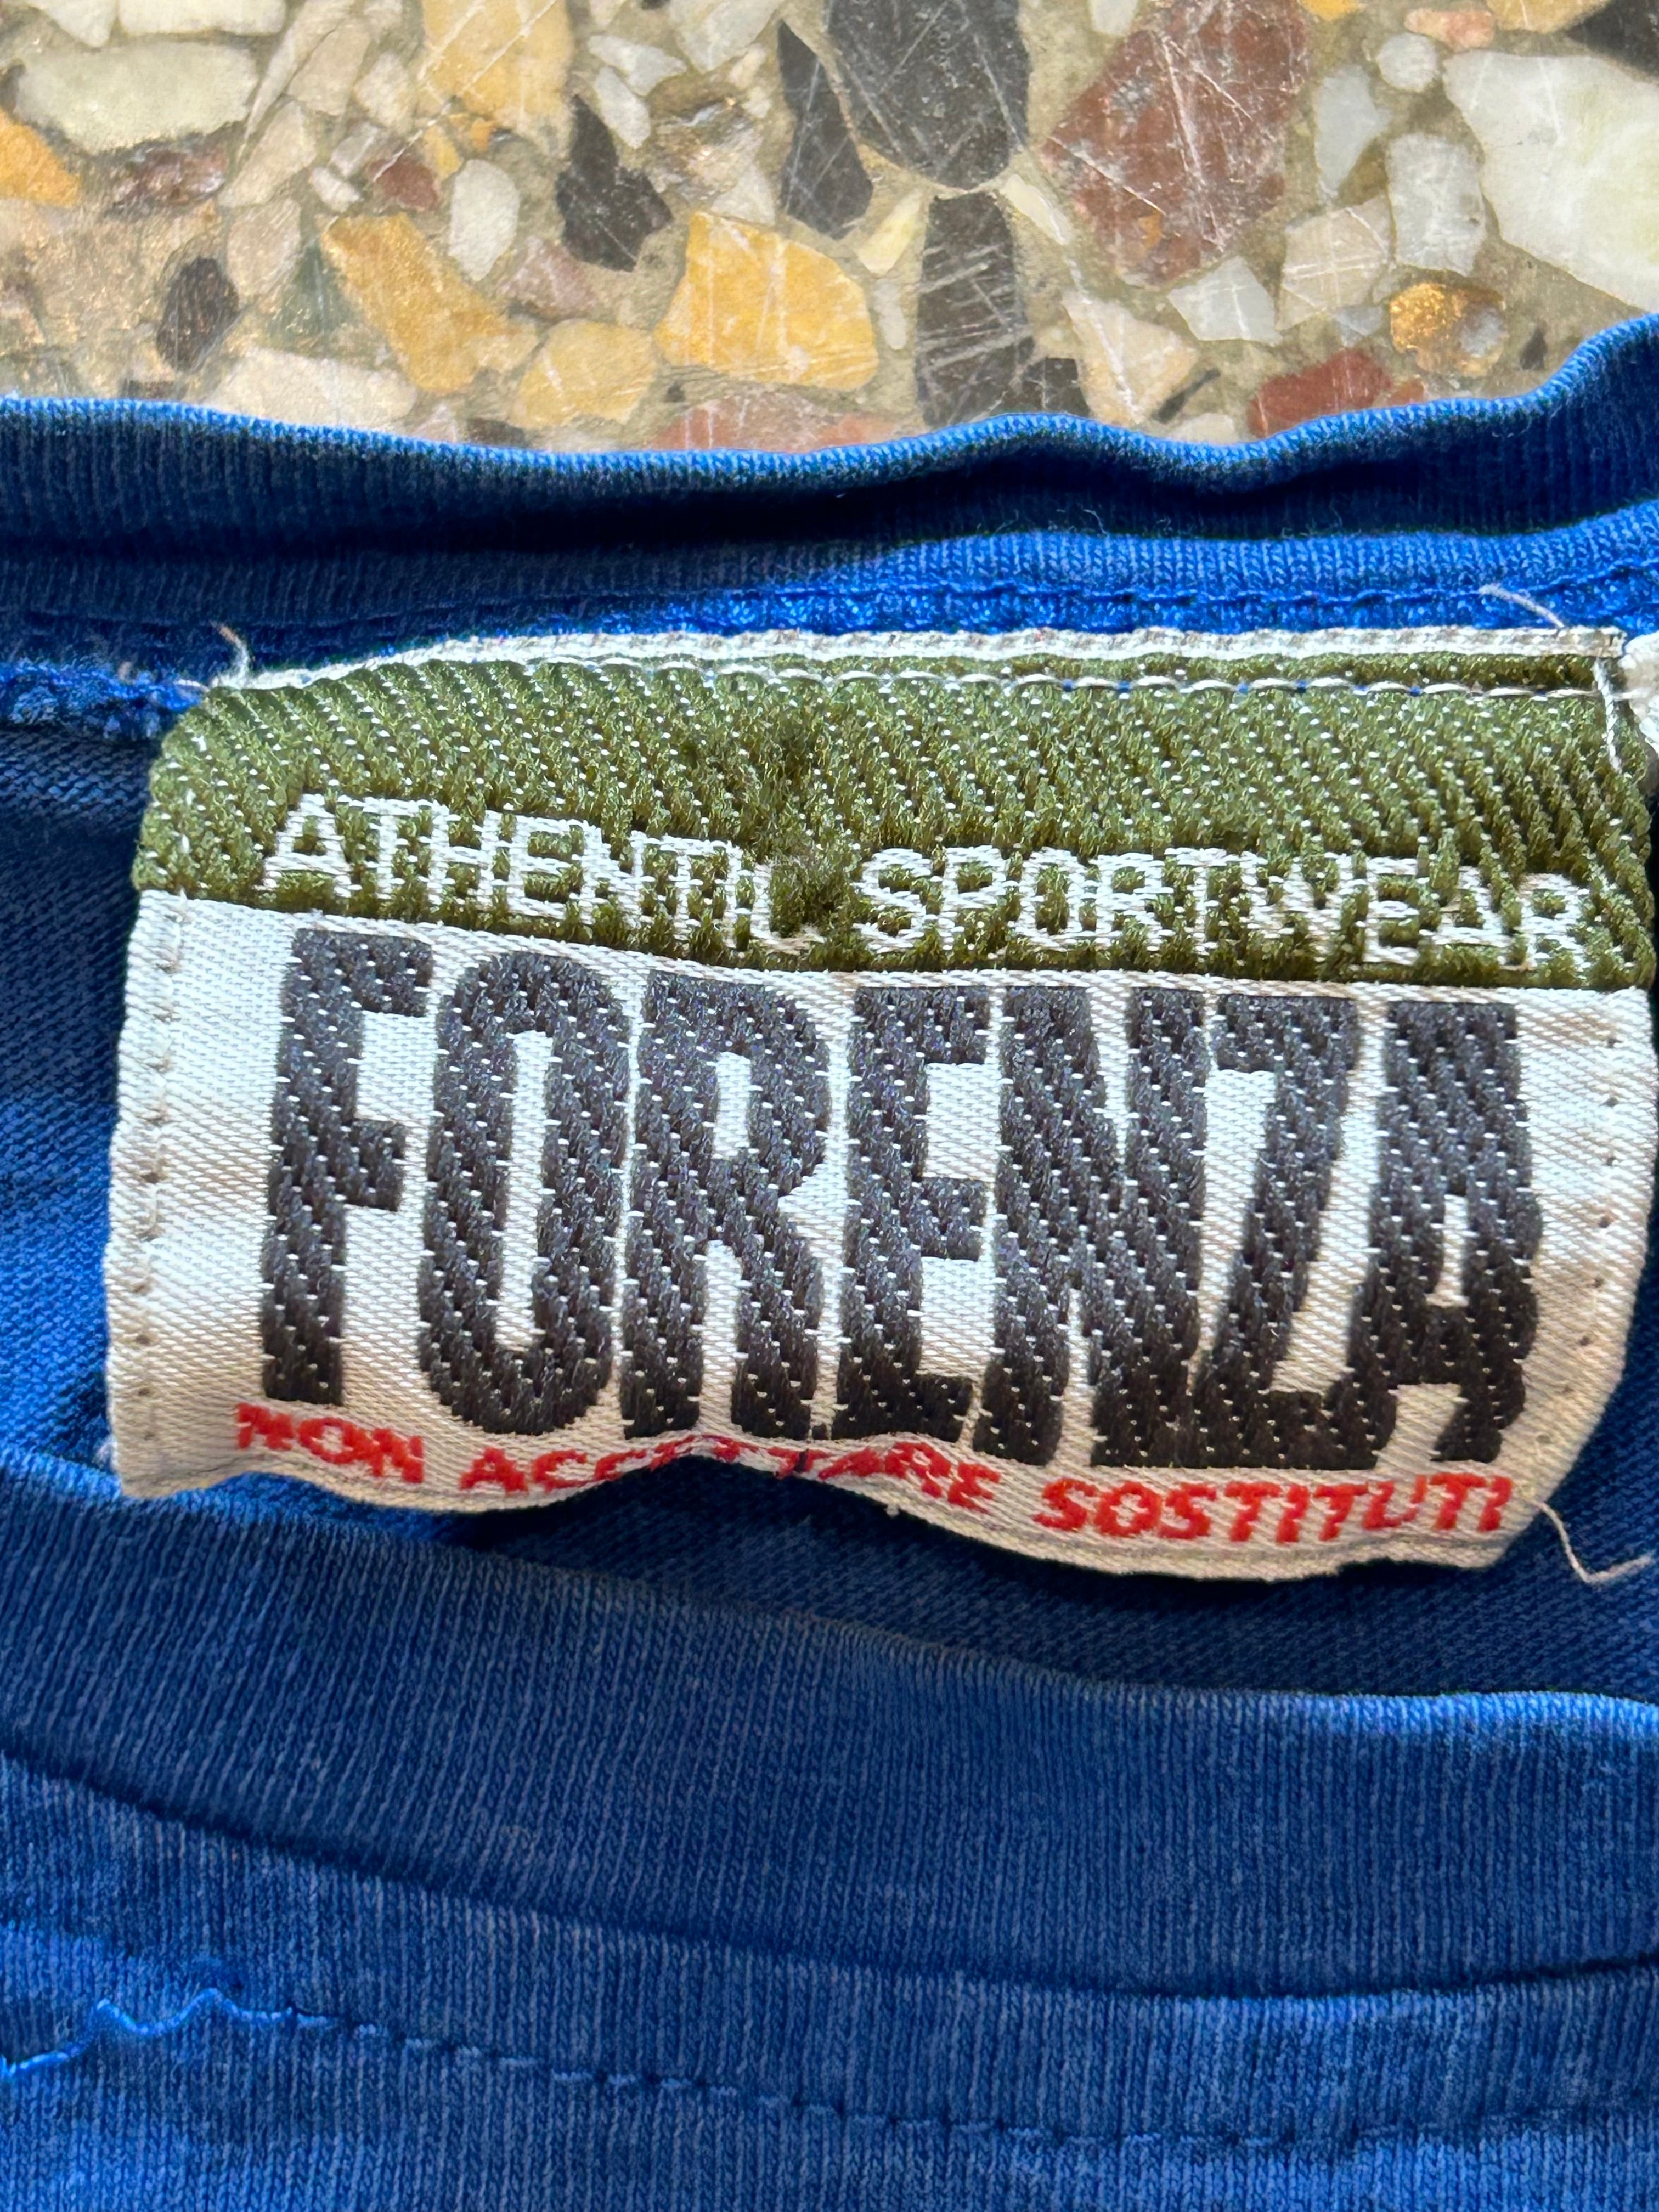 ATHENTIC SPORTWEAR
FORENZA
NON ACCETTARE SOSTITUTI